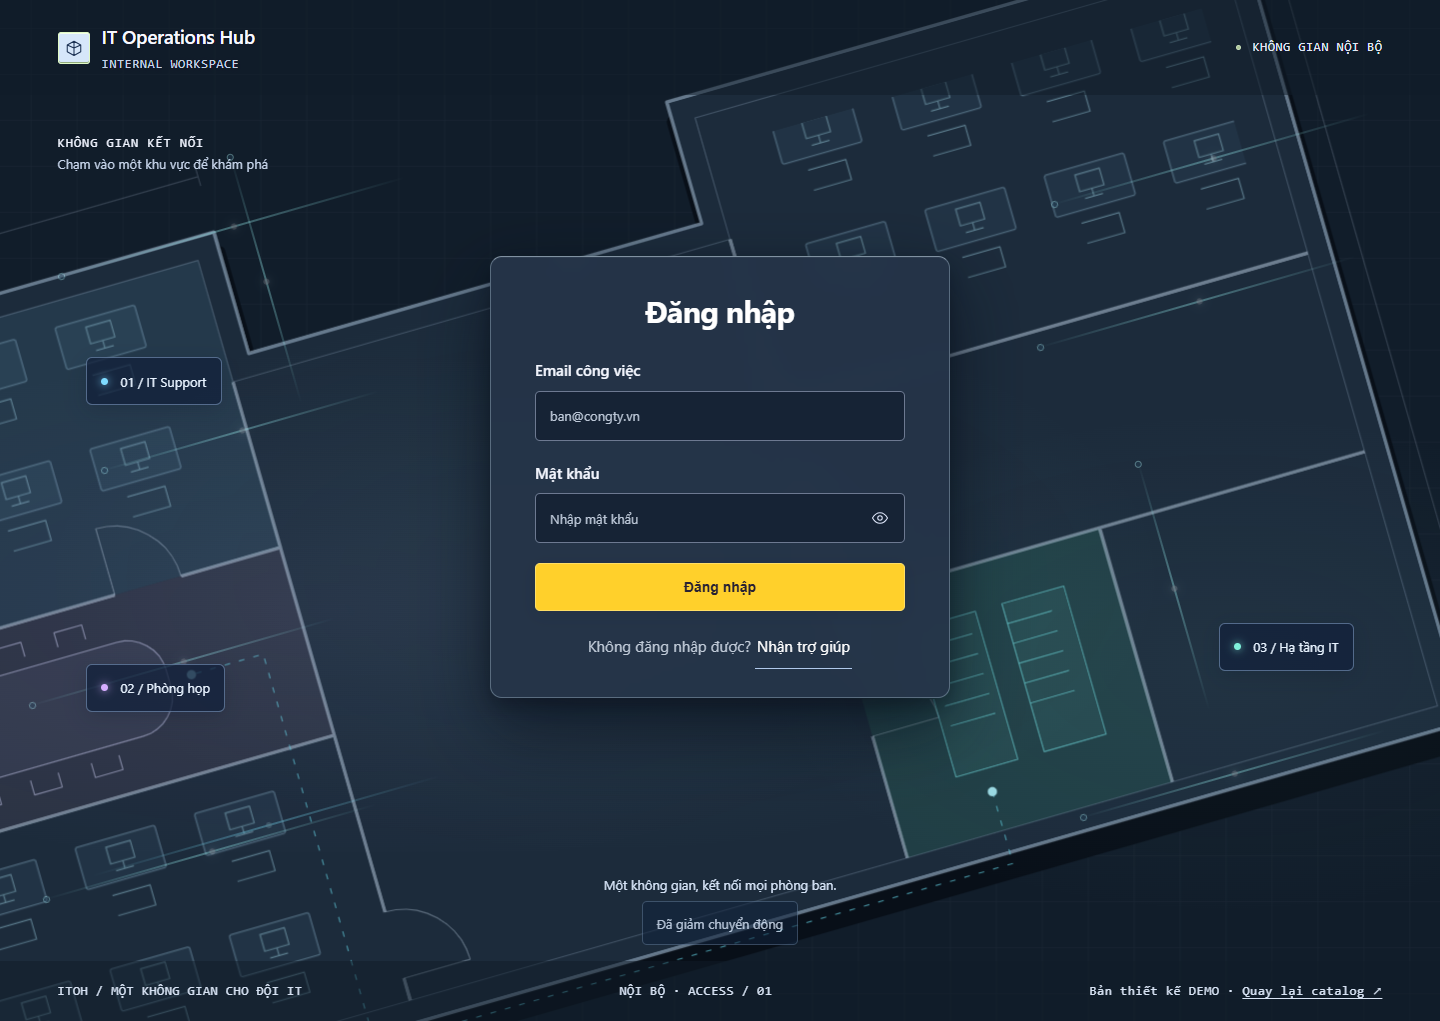 IT Operations Hub
INTERNAL WORKSPACE
KHÔNG GIAN NỘI BỘ
KHÔNG GIAN KẾT NỐI
Chạm vào một khu vực để khám phá
Đăng nhập
Email công việc
ban@congty.vn
Mật khẩu
Nhập mật khẩu
Đăng nhập
Không đăng nhập được? Nhận trợ giúp
01 / IT Support
02 / Phòng họp
03 / Hạ tầng IT
Một không gian, kết nối mọi phòng ban.
Đã giảm chuyển động
ITOH / MỘT KHÔNG GIAN CHO ĐỘI IT
NỘI BỘ · ACCESS / 01
Bản thiết kế DEMO · Quay lại catalog ↗